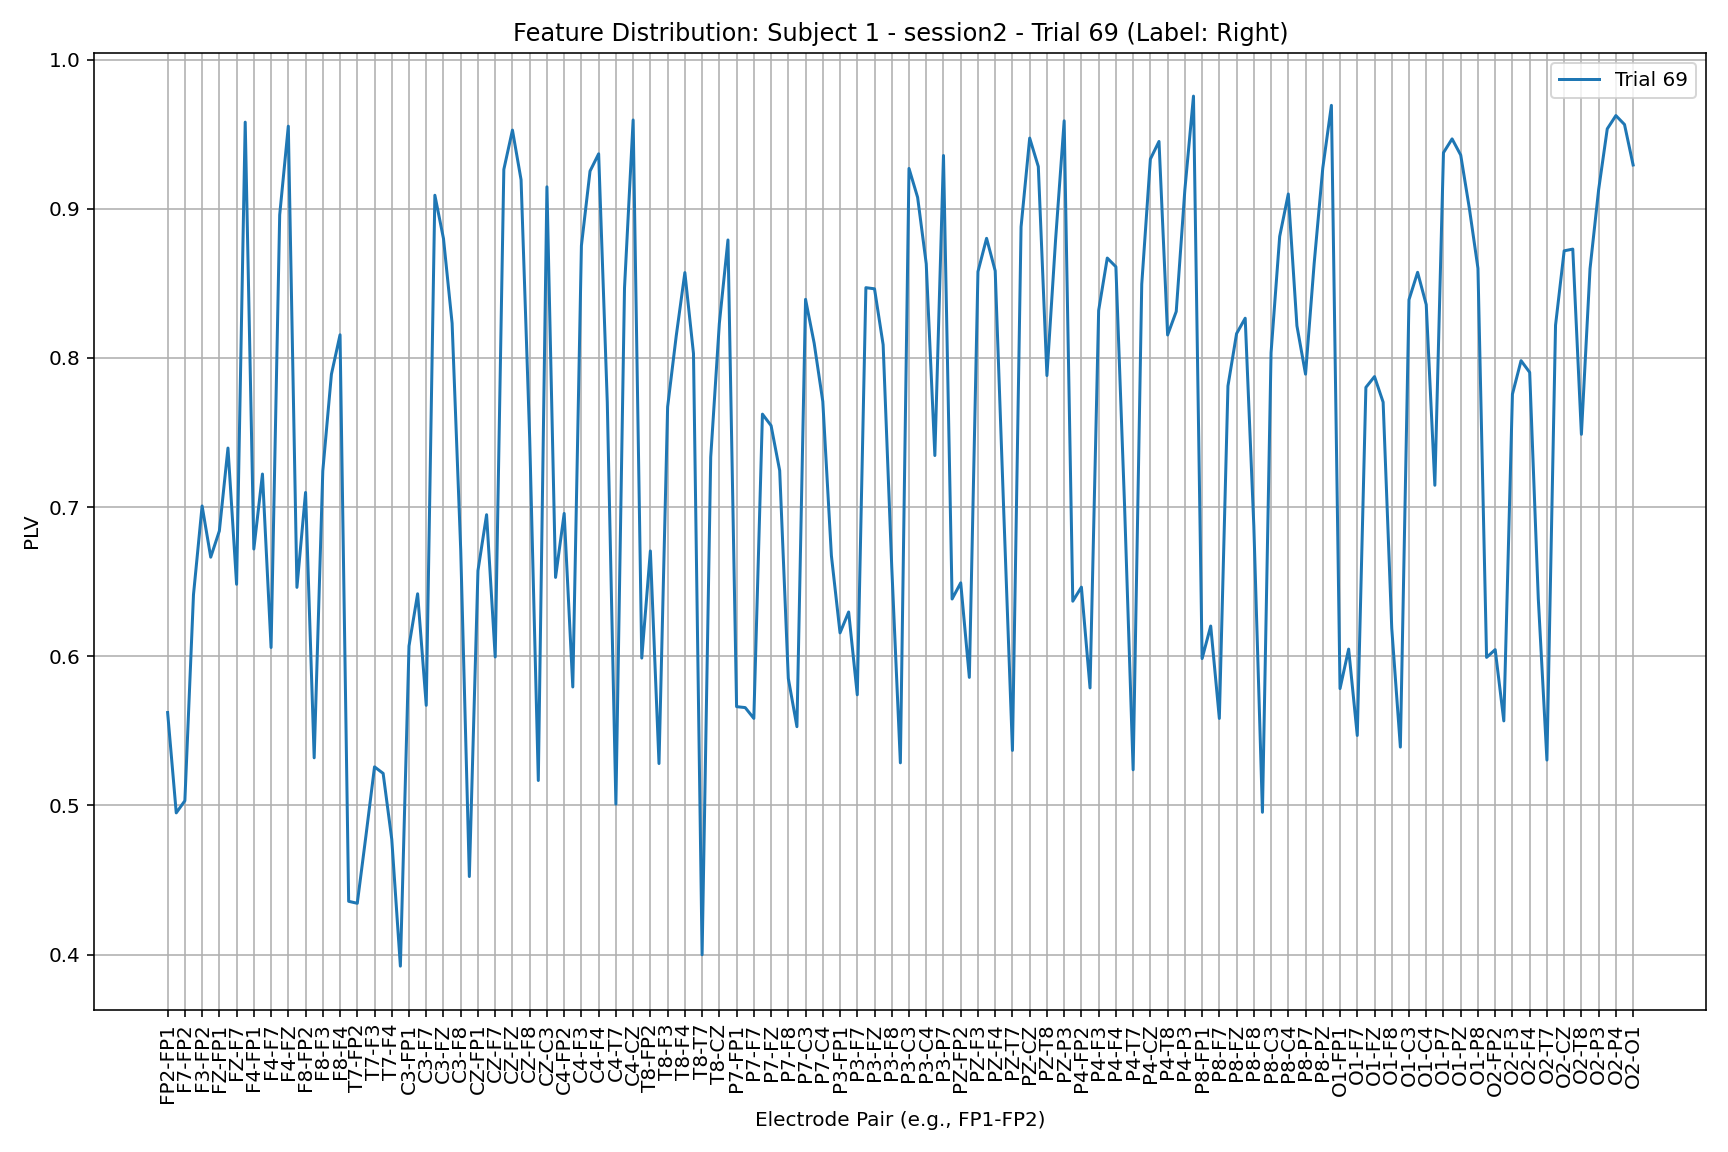 Feature Distribution: Subject 1 - session2 - Trial 69 (Label: Right)
Trial 69
PLV
1.0
0.9
0.8
0.7
0.6
0.5
0.4
FP2-FP1
F7-FP2
F3-FP2
FZ-FP1
FZ-F7
F4-FP1
F4-F7
F4-FZ
F8-FP2
F8-F3
F8-F4
T7-FP2
T7-F3
T7-F4
C3-FP1
C3-F7
C3-FZ
C3-F8
CZ-FP1
CZ-F7
CZ-FZ
CZ-F8
CZ-C3
C4-FP2
C4-F3
C4-F4
C4-T7
C4-CZ
T8-FP2
T8-F3
T8-F4
T8-T7
T8-CZ
P7-FP1
P7-F7
P7-FZ
P7-F8
P7-C3
P7-C4
P3-FP1
P3-F7
P3-FZ
P3-F8
P3-C3
P3-C4
P3-P7
PZ-FP2
PZ-F3
PZ-F4
PZ-T7
PZ-CZ
PZ-T8
PZ-P3
P4-FP2
P4-F3
P4-F4
P4-T7
P4-CZ
P4-T8
P4-P3
P8-FP1
P8-F7
P8-FZ
P8-F8
P8-C3
P8-C4
P8-P7
P8-PZ
O1-FP1
O1-F7
O1-FZ
O1-F8
O1-C3
O1-C4
O1-P7
O1-PZ
O1-P8
O2-FP2
O2-F3
O2-F4
O2-T7
O2-CZ
O2-T8
O2-P3
O2-P4
O2-O1
Electrode Pair (e.g., FP1-FP2)